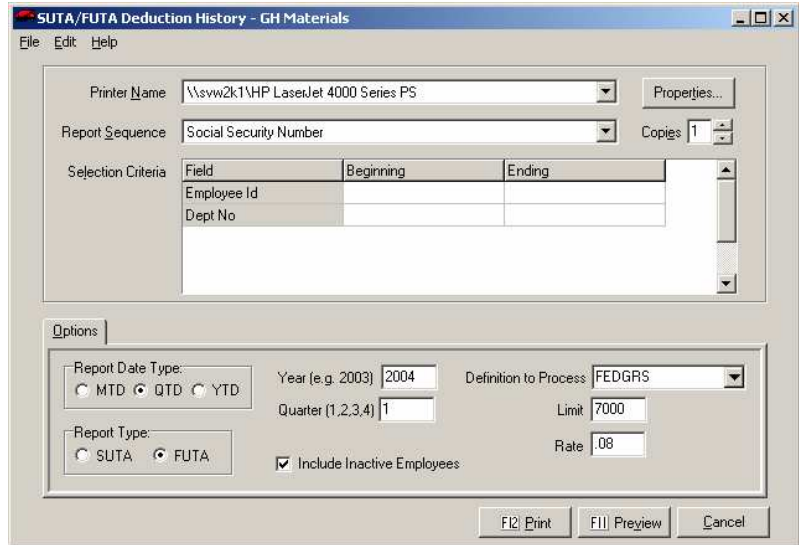 SUTA/FUTA Deduction History - GH Materials
File Edit Help
Printer Name \\svw2k1\HP LaserJet 4000 Series PS Properties...
Report Sequence Social Security Number Copies 1
Selection Criteria Field Beginning Ending
Employee Id
Dept No
Options
Report Date Type:
MTD QTD YTD
Year (e.g. 2003) 2004
Definition to Process FEDGRS
Quarter (1,2,3,4) 1
Limit 7000
Report Type:
SUTA FUTA
Rate .08
Include Inactive Employees
F12 Print F11 Preview Cancel